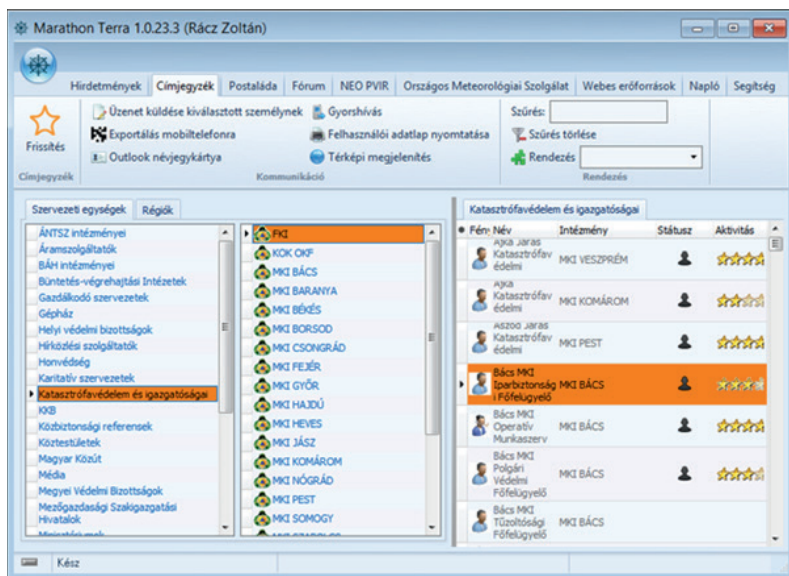 Marathon Terra 1.0.23.3 (Rácz Zoltán)
Hirdetmények Címjegyzék Postaláda Fórum NEO PVIR Országos Meteorológiai Szolgálat Webes erőforrások Napló Segítség
Frissítés
Üzenet küldése kiválasztott személynek
Exportálás mobiltelefonra
Outlook névjegykártya
Gyorshívás
Felhasználói adatlap nyomtatása
Térképi megjelenítés
Szűrés:
Szűrés törlése
Rendezés
Címjegyzék
Kommunikáció
Rendezés
Szervezeti egységek Régiók
ÁNTSZ intézményei
Áramszolgáltatók
BÁH intézményei
Büntetés-végrehajtási Intézetek
Gazdálkodó szervezetek
Gépház
Helyi védelmi bizottságok
Hírközlési szolgáltatók
Honvédség
Karitatív szervezetek
Katasztrófavédelem és igazgatóságai
KKB
Közbiztonsági referensek
Köztestületek
Magyar Közút
Média
Megyei Védelmi Bizottságok
Mezőgazdasági Szakigazgatási
Hivatalok
Minisztériumok
FKI
KOK OKF
MKI BÁCS
MKI BARANYA
MKI BÉKÉS
MKI BORSOD
MKI CSONGRÁD
MKI FEJÉR
MKI GYŐR
MKI HAJDÚ
MKI HEVES
MKI JÁSZ
MKI KOMÁROM
MKI NÓGRÁD
MKI PEST
MKI SOMOGY
MKI SZABOLCS
Katasztrófavédelem és igazgatóságai
Fény Név Intézmény Státusz Aktivitás
Ajka Járás
Katasztrófav
édelmi
MKI VESZPRÉM
Ajka
Katasztrófav
édelmi
MKI KOMÁROM
Aszód Járás
Katasztrófav
édelmi
MKI PEST
Bács MKI
Iparbiztonság
i Főfelügyelő
MKI BÁCS
Bács MKI
Operatív
Munkaszerv
MKI BÁCS
Bács MKI
Polgári
Védelmi
Főfelügyelő
MKI BÁCS
Bács MKI
Tűzoltósági
Főfelügyelő
MKI BÁCS
Kész